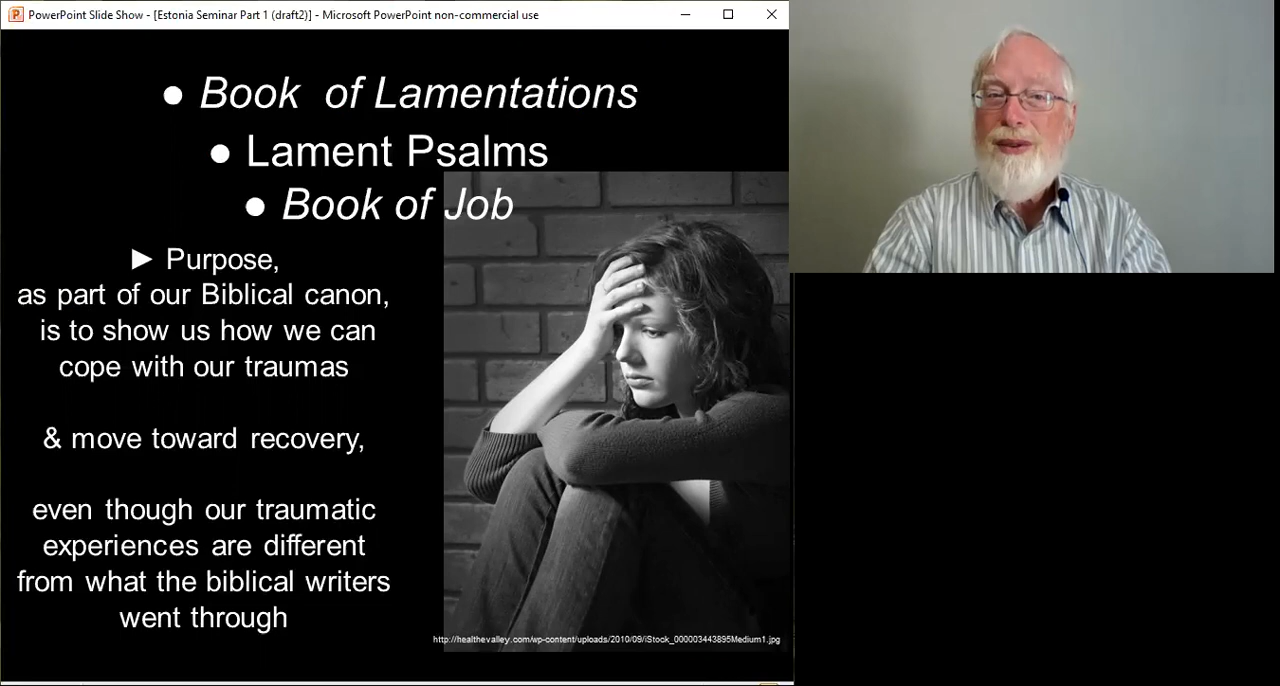 PowerPoint Slide Show - [Estonia Seminar Part 1 (draft2)] - Microsoft PowerPoint non-commercial use
● Book of Lamentations
● Lament Psalms
● Book of Job
► Purpose,
as part of our Biblical canon,
is to show us how we can
cope with our traumas
& move toward recovery,
even though our traumatic
experiences are different
from what the biblical writers
went through
http://healthevalley.com/wp-content/uploads/2010/09/iStock_000003443895Medium1.jpg